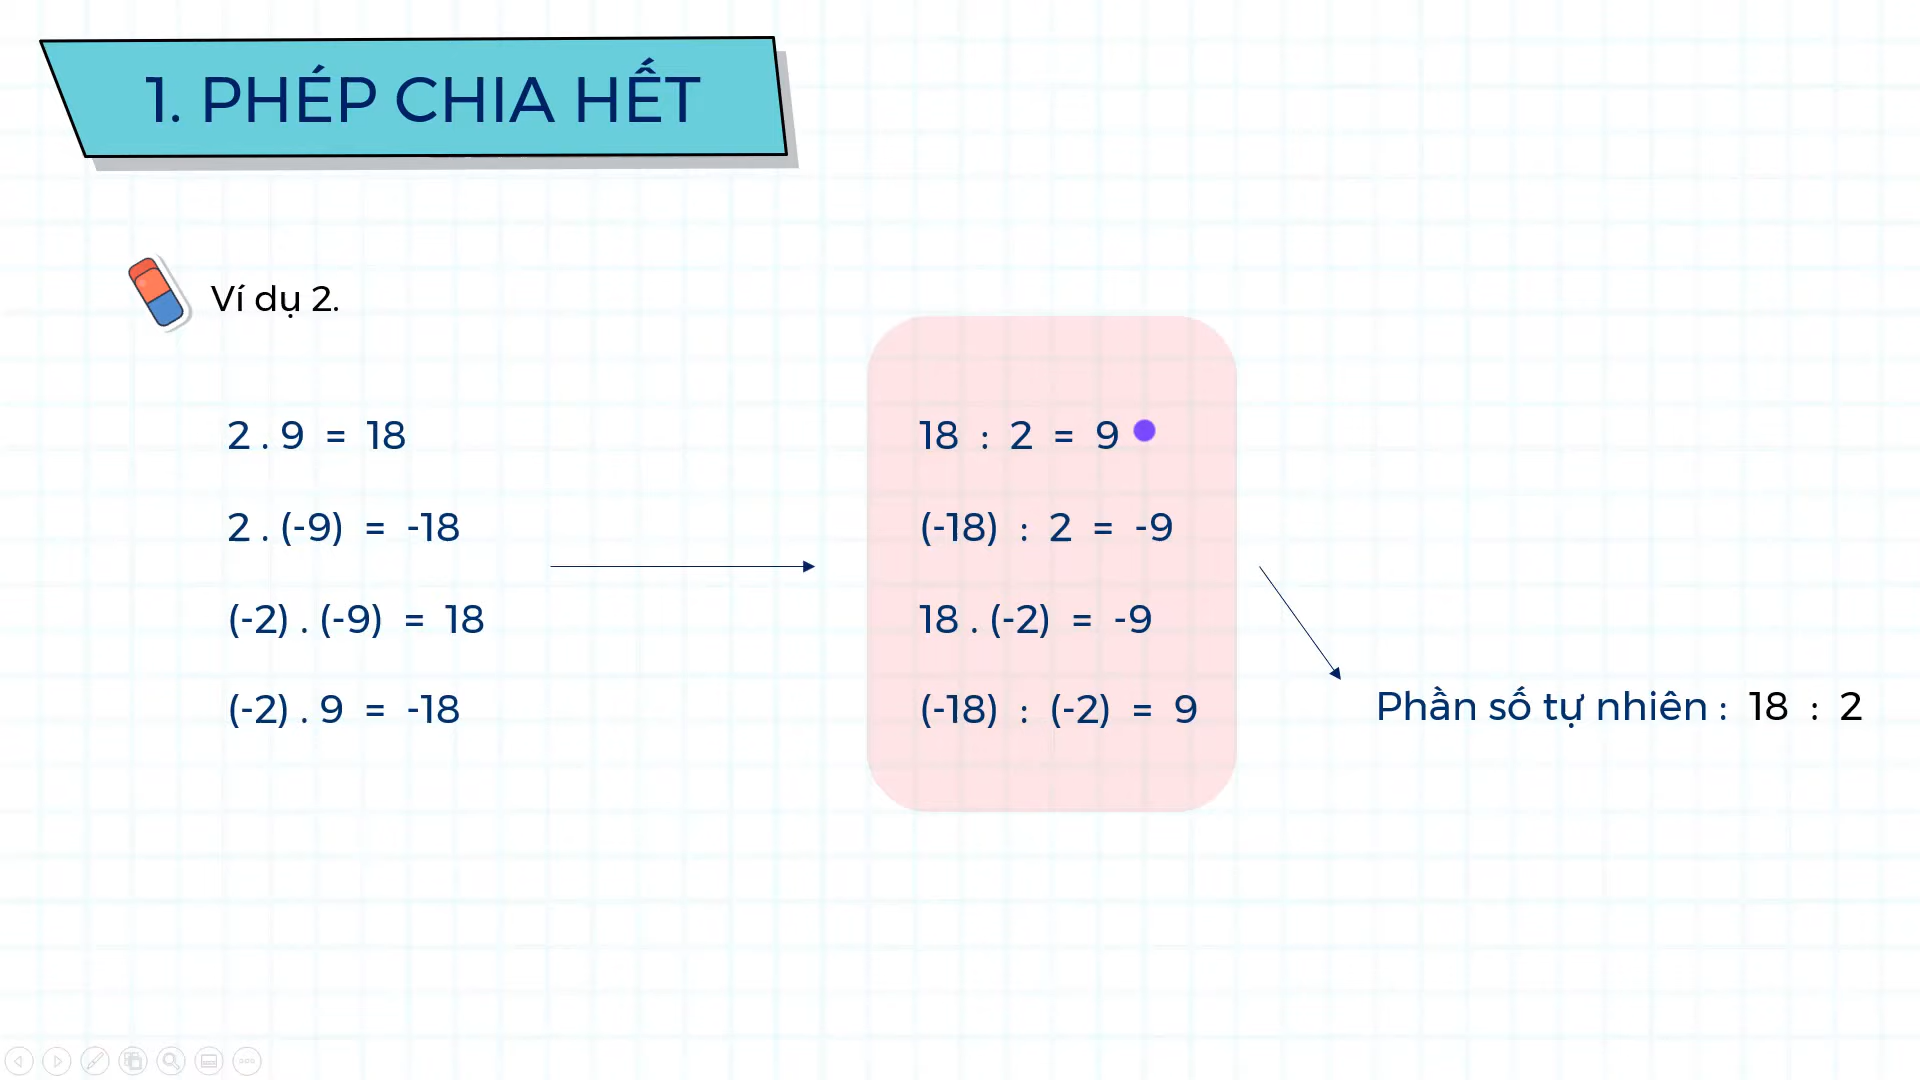 1. PHÉP CHIA HẾT
Ví dụ 2.
2 . 9 = 18
2 . (-9) = -18
(-2) . (-9) = 18
(-2) . 9 = -18
18 : 2 = 9
(-18) : 2 = -9
18 . (-2) = -9
(-18) : (-2) = 9
Phần số tự nhiên : 18 : 2